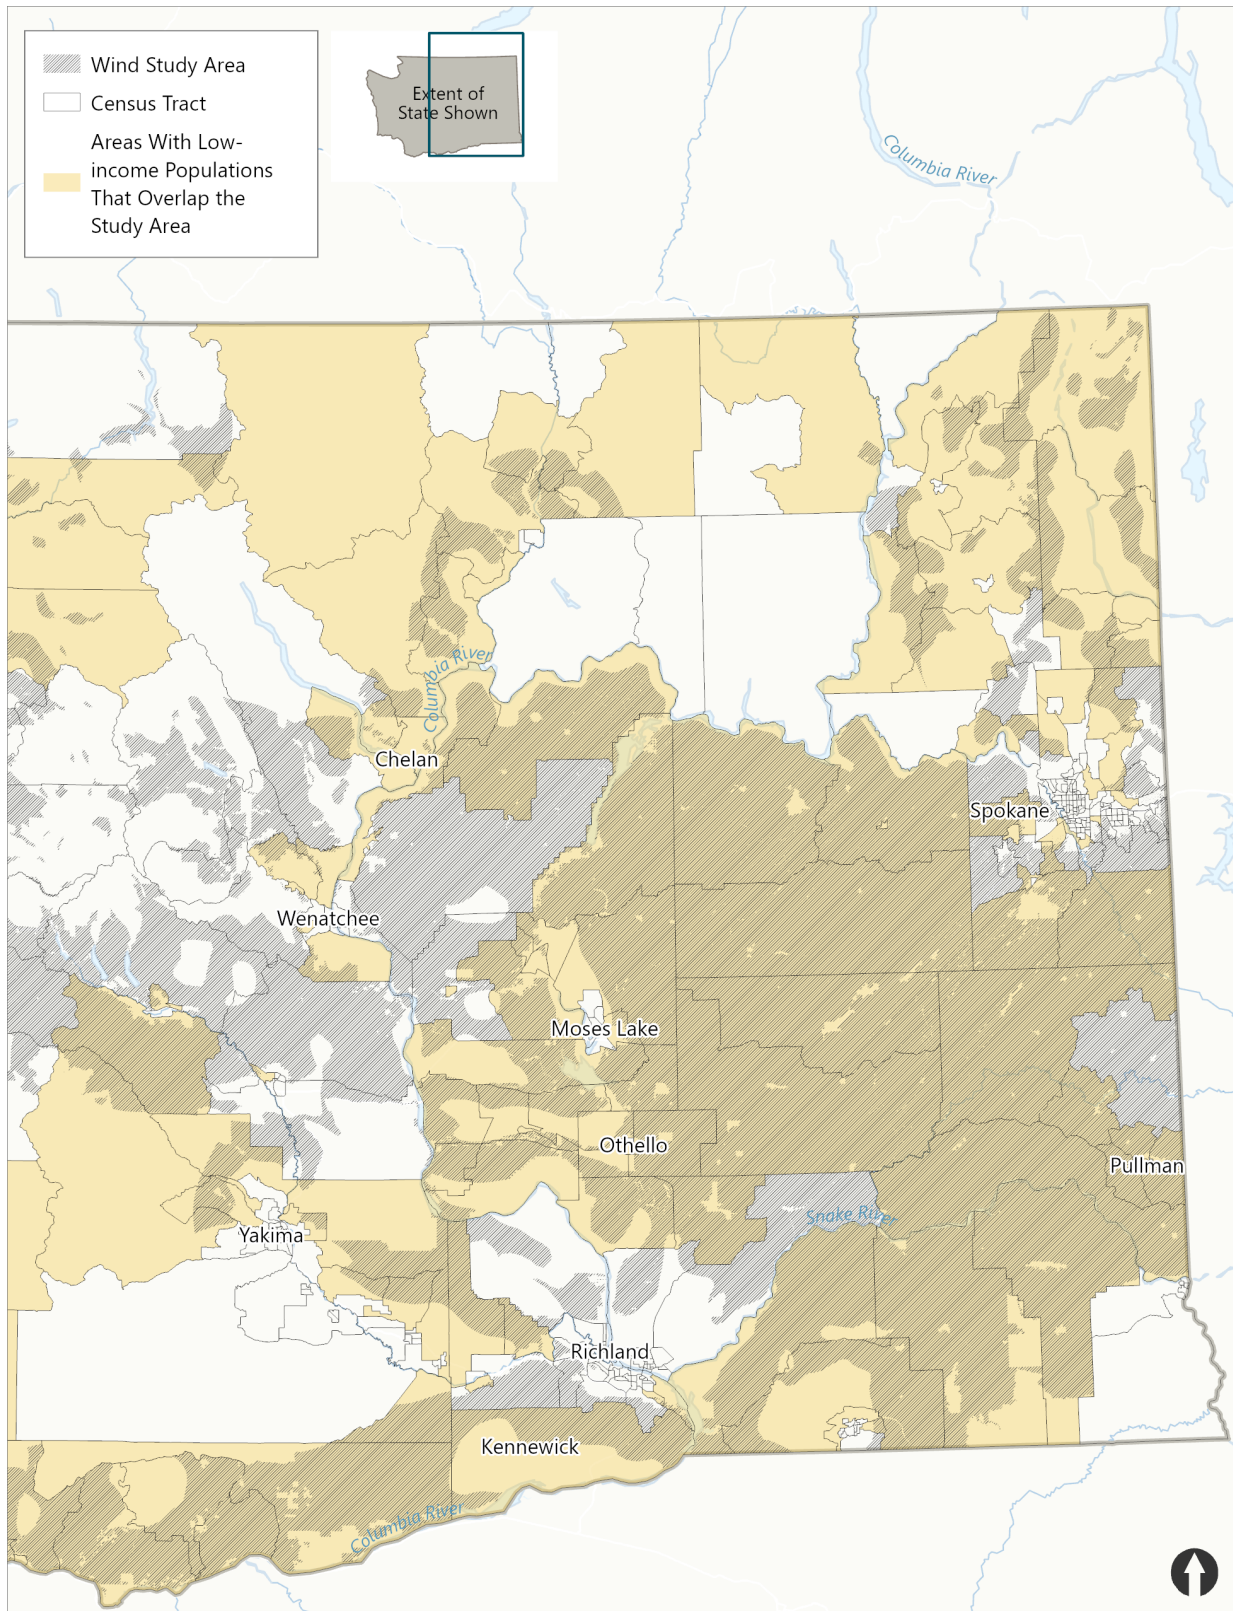 Wind Study Area
Census Tract
Areas With Low-
income Populations
That Overlap the
Study Area
Extent of
State Shown
Columbia River
Columbia River
Chelan
Spokane
Wenatchee
Moses Lake
Othello
Pullman
Snake River
Yakima
Richland
Kennewick
Columbia River